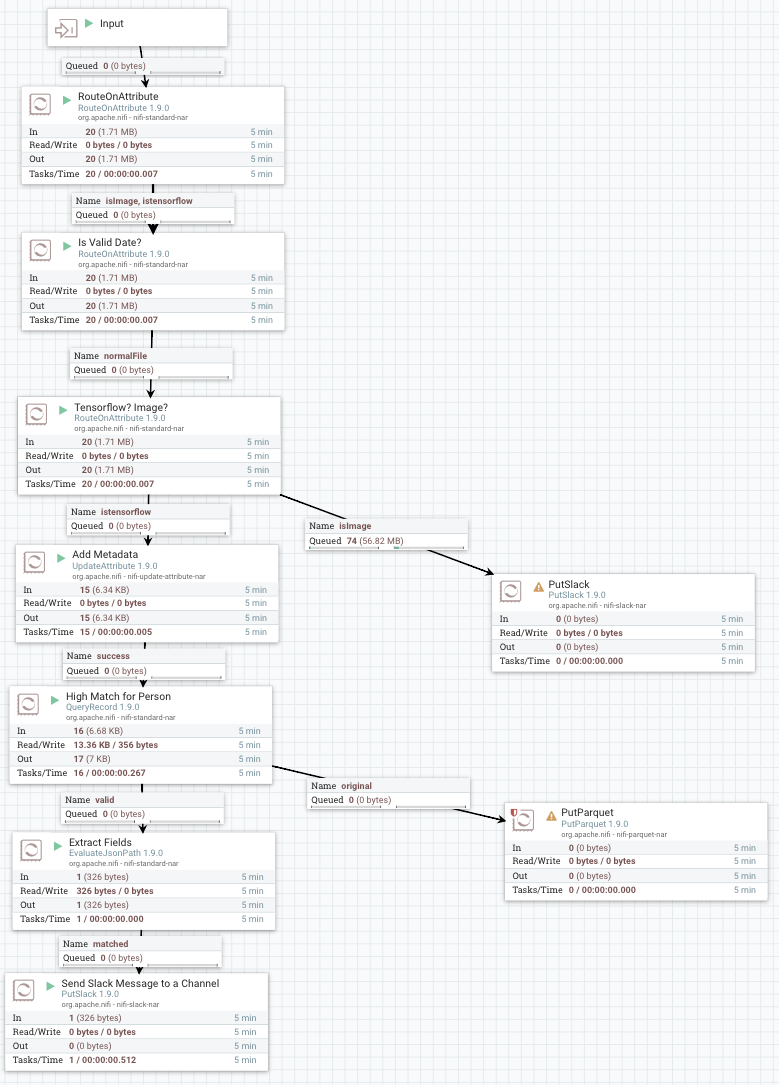 Input
Queued 0 (0 bytes)
RouteOnAttribute
RouteOnAttribute 1.9.0
org.apache.nifi - nifi-standard-nar
In 20 (1.71 MB) 5 min
Read/Write 0 bytes / 0 bytes 5 min
Out 20 (1.71 MB) 5 min
Tasks/Time 20 / 00:00:00.007 5 min
Name isImage, istensorflow
Queued 0 (0 bytes)
Is Valid Date?
RouteOnAttribute 1.9.0
org.apache.nifi - nifi-standard-nar
In 20 (1.71 MB) 5 min
Read/Write 0 bytes / 0 bytes 5 min
Out 20 (1.71 MB) 5 min
Tasks/Time 20 / 00:00:00.007 5 min
Name normalFile
Queued 0 (0 bytes)
Tensorflow? Image?
RouteOnAttribute 1.9.0
org.apache.nifi - nifi-standard-nar
In 20 (1.71 MB) 5 min
Read/Write 0 bytes / 0 bytes 5 min
Out 20 (1.71 MB) 5 min
Tasks/Time 20 / 00:00:00.007 5 min
Name istensorflow
Queued 0 (0 bytes)
Name isImage
Queued 74 (56.82 MB)
Add Metadata
UpdateAttribute 1.9.0
org.apache.nifi - nifi-update-attribute-nar
In 15 (6.34 KB) 5 min
Read/Write 0 bytes / 0 bytes 5 min
Out 15 (6.34 KB) 5 min
Tasks/Time 15 / 00:00:00.005 5 min
PutSlack
PutSlack 1.9.0
org.apache.nifi - nifi-slack-nar
In 0 (0 bytes) 5 min
Read/Write 0 bytes / 0 bytes 5 min
Out 0 (0 bytes) 5 min
Tasks/Time 0 / 00:00:00.000 5 min
Name success
Queued 0 (0 bytes)
High Match for Person
QueryRecord 1.9.0
org.apache.nifi - nifi-standard-nar
In 16 (6.68 KB) 5 min
Read/Write 13.36 KB / 356 bytes 5 min
Out 17 (7 KB) 5 min
Tasks/Time 16 / 00:00:00.267 5 min
Name valid
Queued 0 (0 bytes)
Name original
Queued 0 (0 bytes)
Extract Fields
EvaluateJsonPath 1.9.0
org.apache.nifi - nifi-standard-nar
In 1 (326 bytes) 5 min
Read/Write 326 bytes / 0 bytes 5 min
Out 1 (326 bytes) 5 min
Tasks/Time 1 / 00:00:00.000 5 min
PutParquet
PutParquet 1.9.0
org.apache.nifi - nifi-parquet-nar
In 0 (0 bytes) 5 min
Read/Write 0 bytes / 0 bytes 5 min
Out 0 (0 bytes) 5 min
Tasks/Time 0 / 00:00:00.000 5 min
Name matched
Queued 0 (0 bytes)
Send Slack Message to a Channel
PutSlack 1.9.0
org.apache.nifi - nifi-slack-nar
In 1 (326 bytes) 5 min
Read/Write 0 bytes / 0 bytes 5 min
Out 0 (0 bytes) 5 min
Tasks/Time 1 / 00:00:00.512 5 min